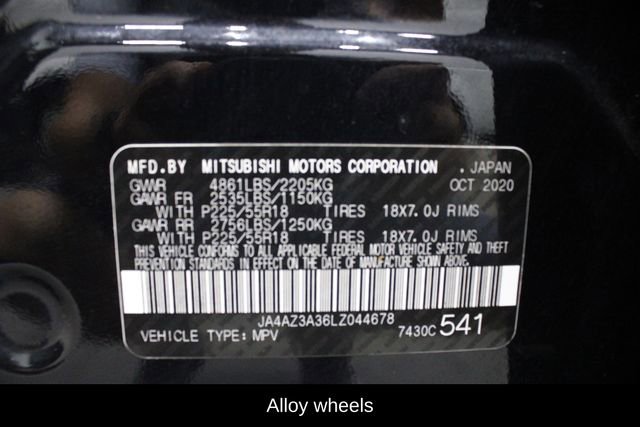 MFD.BY MITSUBISHI MOTORS CORPORATION . JAPAN
GVWR 4861LBS/2205KG OCT 2020
GAWR FR 2535LBS/1150KG
WITH P225/55R18 TIRES 18X7.0J RIMS
GAWR RR 2756LBS/1250KG
WITH P225/55R18 TIRES 18X7.0J RIMS
THIS VEHICLE CONFORMS TO ALL APPLICABLE FEDERAL MOTOR VEHICLE SAFETY AND THEFT
PREVENTION STANDARDS IN EFFECT ON THE DATE OF MANUFACTURE SHOWN ABOVE.
JA4AZ3A36LZ044678
VEHICLE TYPE: MPV 7430C 541
Alloy wheels